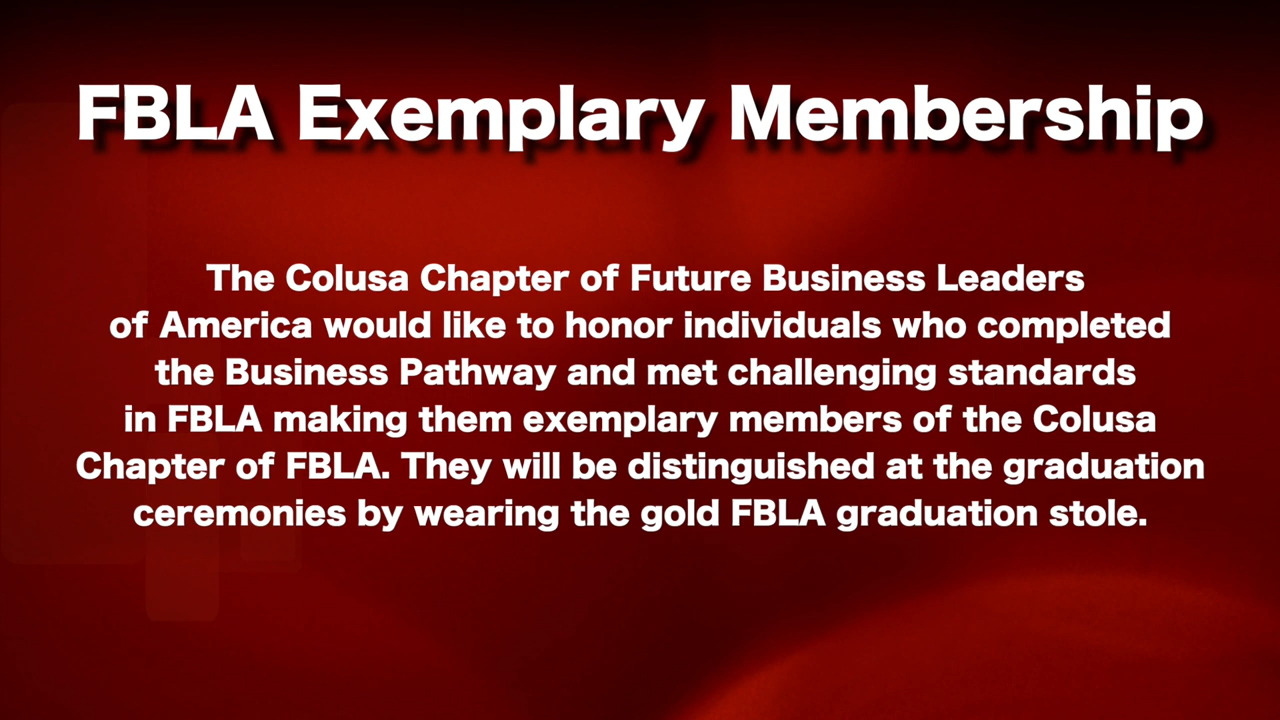 FBLA Exemplary Membership
The Colusa Chapter of Future Business Leaders
of America would like to honor individuals who completed
the Business Pathway and met challenging standards
in FBLA making them exemplary members of the Colusa
Chapter of FBLA. They will be distinguished at the graduation
ceremonies by wearing the gold FBLA graduation stole.